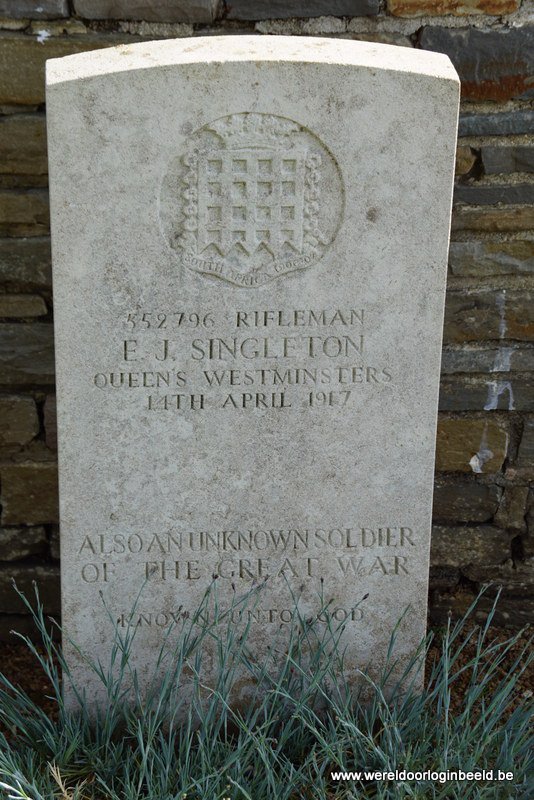 SOUTH AFRICA 1900-02
552796 RIFLEMAN
E. J. SINGLETON
QUEEN'S WESTMINSTERS
14TH APRIL 1917
ALSO AN UNKNOWN SOLDIER
OF THE GREAT WAR
KNOWN UNTO GOD
www.wereldoorloginbeeld.be